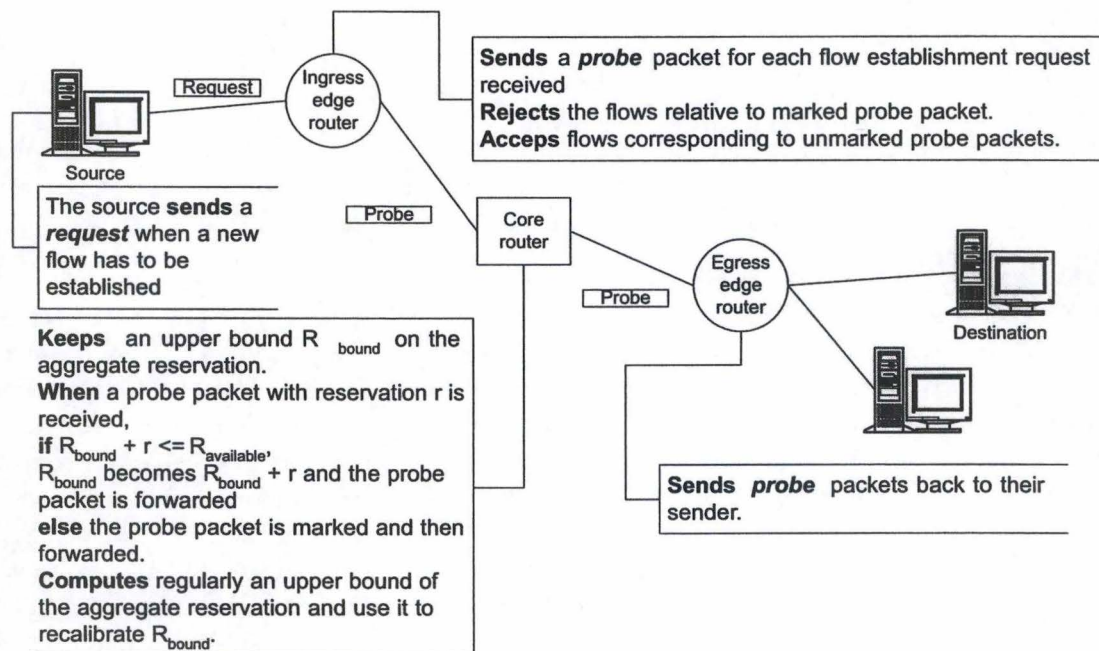 Request
Ingress
edge
router
Source
Sends a probe packet for each flow establishment request
received
Rejects the flows relative to marked probe packet.
Acceps flows corresponding to unmarked probe packets.
The source sends a
request when a new
flow has to be
established
Probe
Core
router
Probe
Egress
edge
router
Destination
Keeps an upper bound R bound on the
aggregate reservation.
When a probe packet with reservation r is
received,
if Rbound + r <= Ravailable,
Rbound becomes Rbound + r and the probe
packet is forwarded
else the probe packet is marked and then
forwarded.
Computes regularly an upper bound of
the aggregate reservation and use it to
recalibrate Rbound.
Sends probe packets back to their
sender.